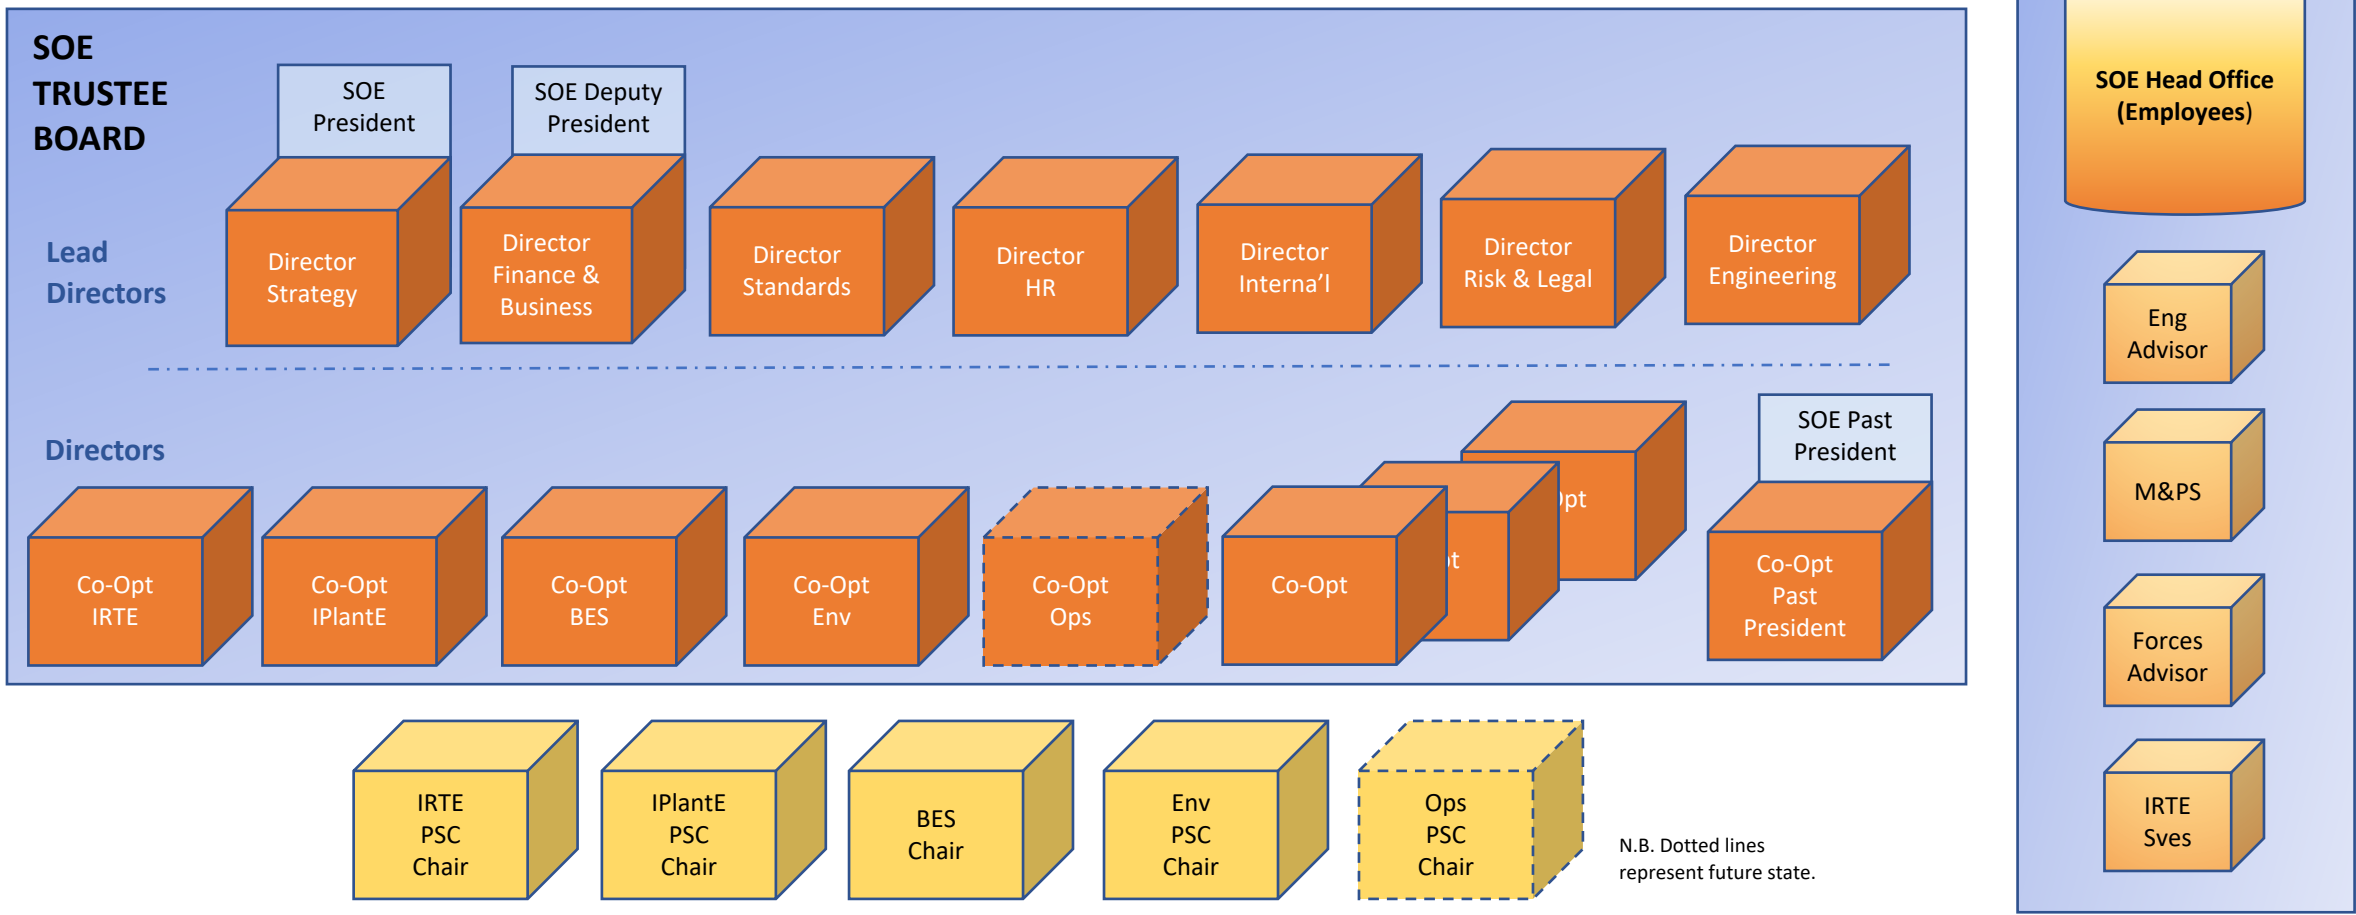 SOE
TRUSTEE
BOARD
SOE
President
SOE Deputy
President
Lead
Directors
Director
Strategy
Director
Finance &
Business
Director
Standards
Director
HR
Director
Interna'l
Director
Risk & Legal
Director
Engineering
Directors
SOE Past
President
Co-Opt
IRTE
Co-Opt
IPlantE
Co-Opt
BES
Co-Opt
Env
Co-Opt
Ops
Co-Opt
Co-Opt
Past
President
IRTE
PSC
Chair
IPlantE
PSC
Chair
BES
Chair
Env
PSC
Chair
Ops
PSC
Chair
N.B. Dotted lines
represent future state.
SOE Head Office
(Employees)
Eng
Advisor
M&PS
Forces
Advisor
IRTE
Sves